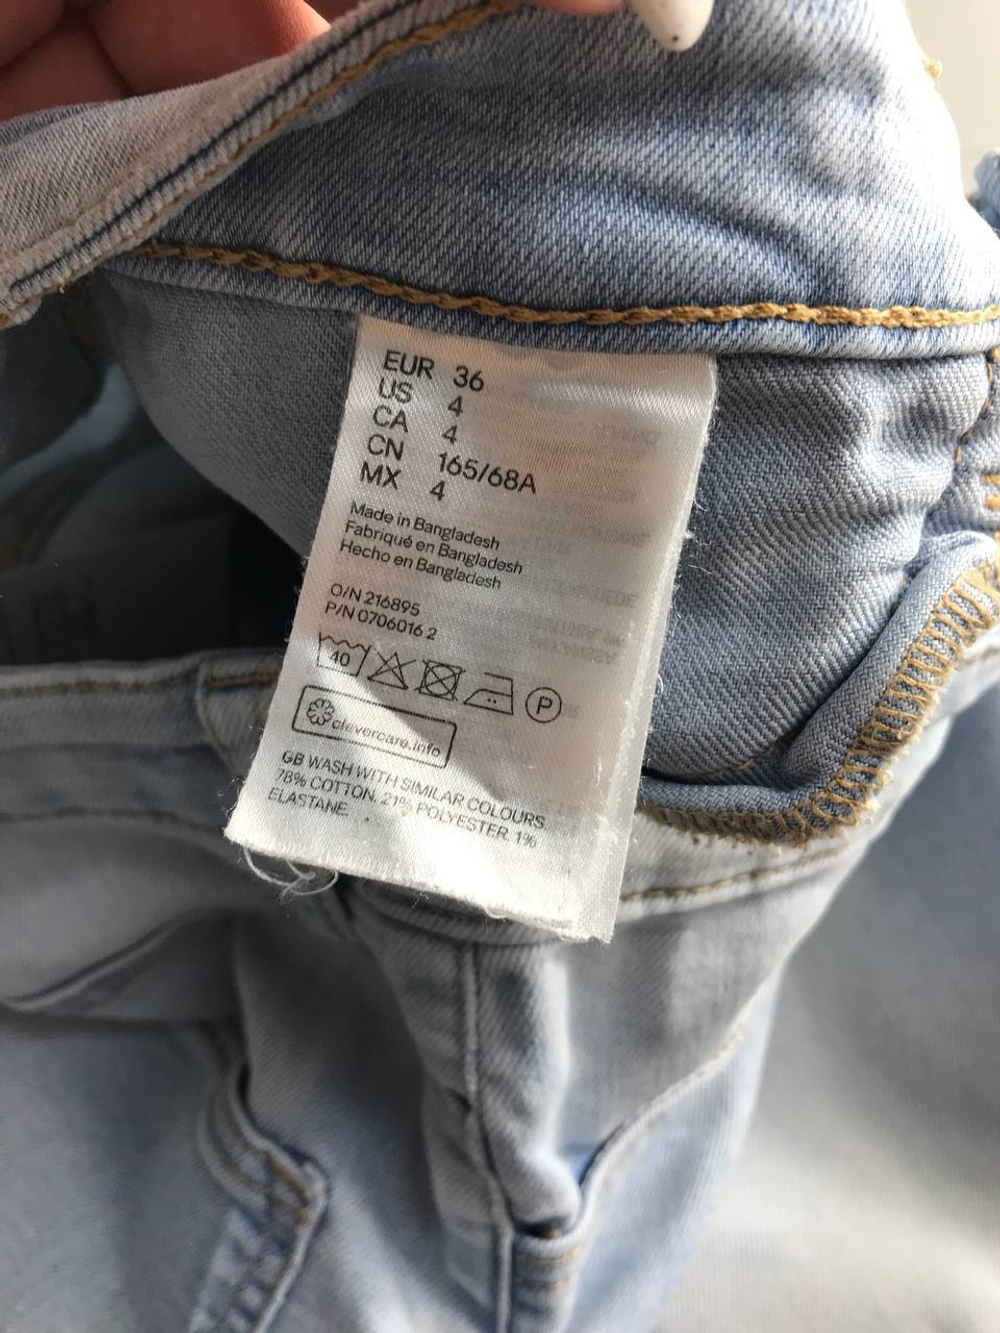 EUR 36
US 4
CA 4
CN 165/68A
MX 4
Made in Bangladesh
Fabriqué en Bangladesh
Hecho en Bangladesh
O/N 216895
P/N 0706016 2
40 P
clevercare.info
GB WASH WITH SIMILAR COLOURS
78% COTTON. 21% POLYESTER. 1%
ELASTANE.